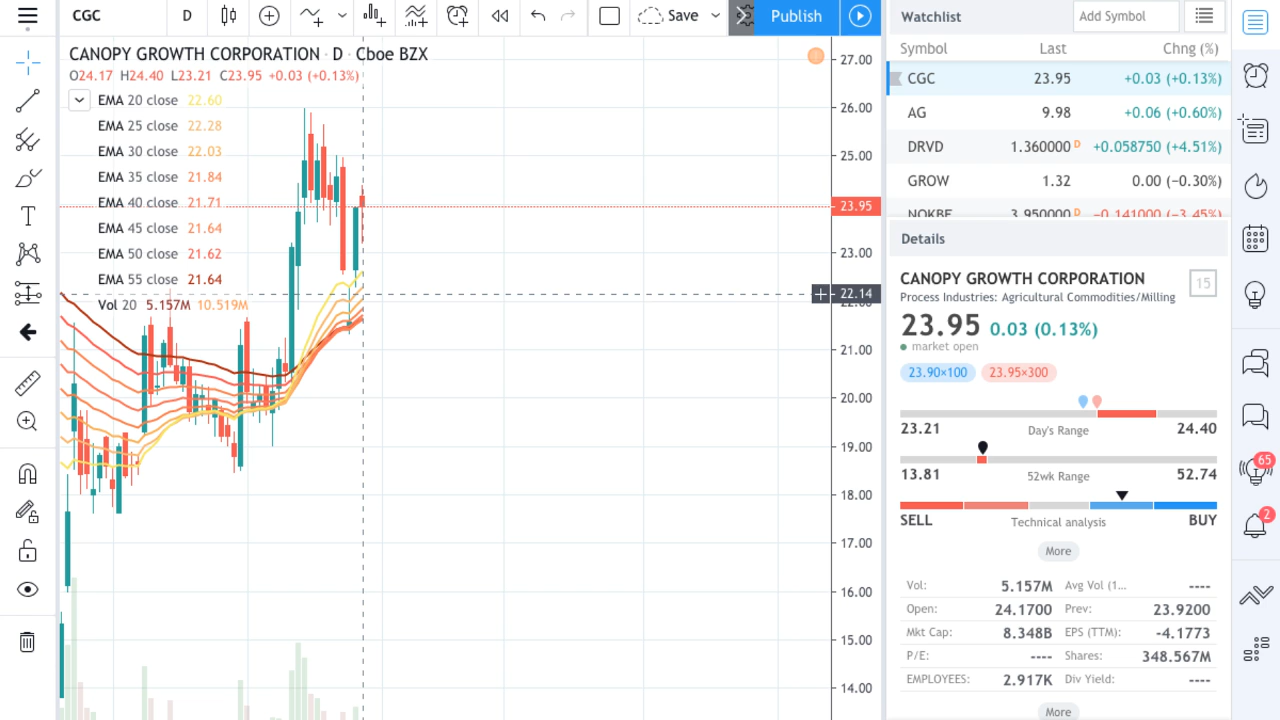 CGC
D
Save
Publish
CANOPY GROWTH CORPORATION · D · Cboe BZX
O24.17 H24.40 L23.21 C23.95 +0.03 (+0.13%)
EMA 20 close 22.60
EMA 25 close 22.28
EMA 30 close 22.03
EMA 35 close 21.84
EMA 40 close 21.71
EMA 45 close 21.64
EMA 50 close 21.62
EMA 55 close 21.64
Vol 20 5.157M 10.519M
27.00
26.00
25.00
23.95
23.00
22.14
22.00
21.00
20.00
19.00
18.00
17.00
16.00
15.00
14.00
Watchlist
Add Symbol
Symbol Last Chng (%)
CGC 23.95 +0.03 (+0.13%)
AG 9.98 +0.06 (+0.60%)
DRVD 1.360000 D +0.058750 (+4.51%)
GROW 1.32 0.00 (−0.30%)
NOKBF 3.950000 D −0.141000 (−3.45%)
Details
CANOPY GROWTH CORPORATION
15
Process Industries: Agricultural Commodities/Milling
23.95 0.03 (0.13%)
market open
23.90×100 23.95×300
23.21 Day's Range 24.40
13.81 52wk Range 52.74
SELL Technical analysis BUY
More
Vol: 5.157M Avg Vol (1... ----
Open: 24.1700 Prev: 23.9200
Mkt Cap: 8.348B EPS (TTM): -4.1773
P/E: ---- Shares: 348.567M
EMPLOYEES: 2.917K Div Yield: ----
More
65
2